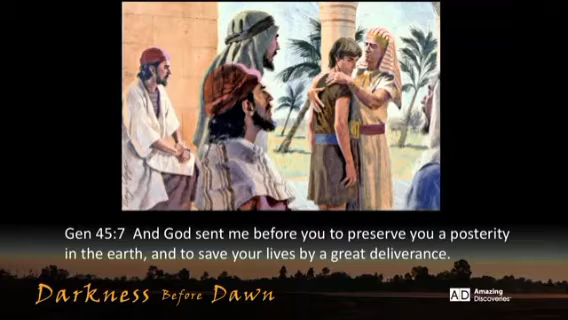 Gen 45:7 And God sent me before you to preserve you a posterity
in the earth, and to save your lives by a great deliverance.
Darkness Before Dawn
AD Amazing
Discoveries